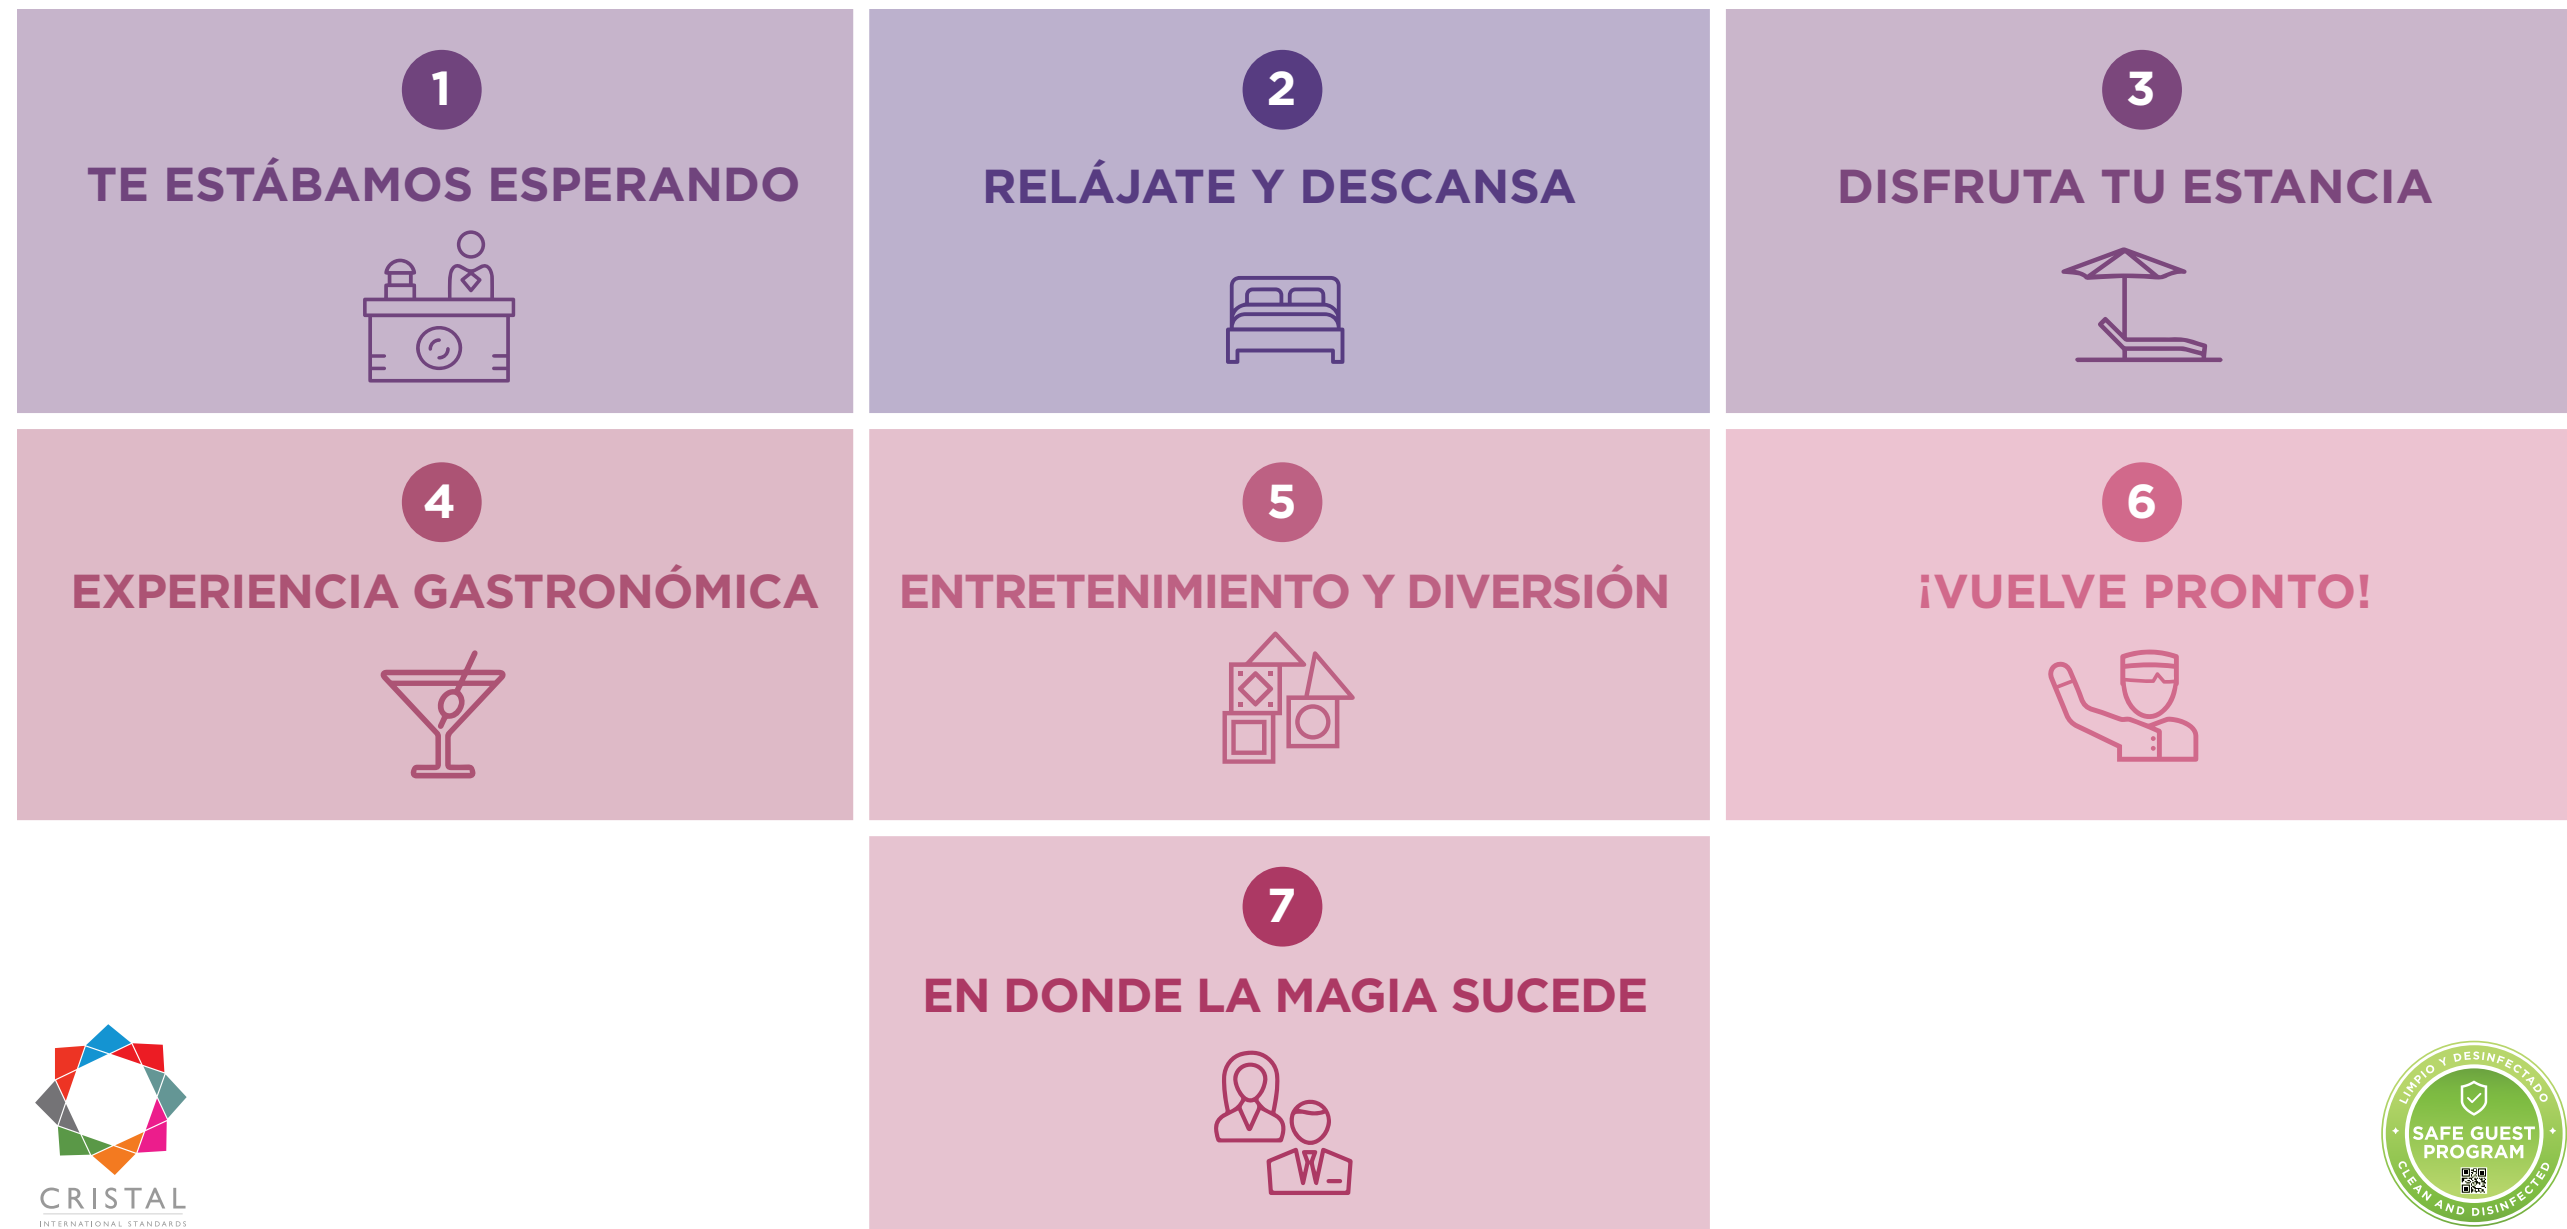 1
TE ESTÁBAMOS ESPERANDO
2
RELÁJATE Y DESCANSA
3
DISFRUTA TU ESTANCIA
4
EXPERIENCIA GASTRONÓMICA
5
ENTRETENIMIENTO Y DIVERSIÓN
6
¡VUELVE PRONTO!
7
EN DONDE LA MAGIA SUCEDE
CRISTAL
INTERNATIONAL STANDARDS
LIMPIO Y DESINFECTADO
SAFE GUEST
PROGRAM
CLEAN AND DISINFECTED